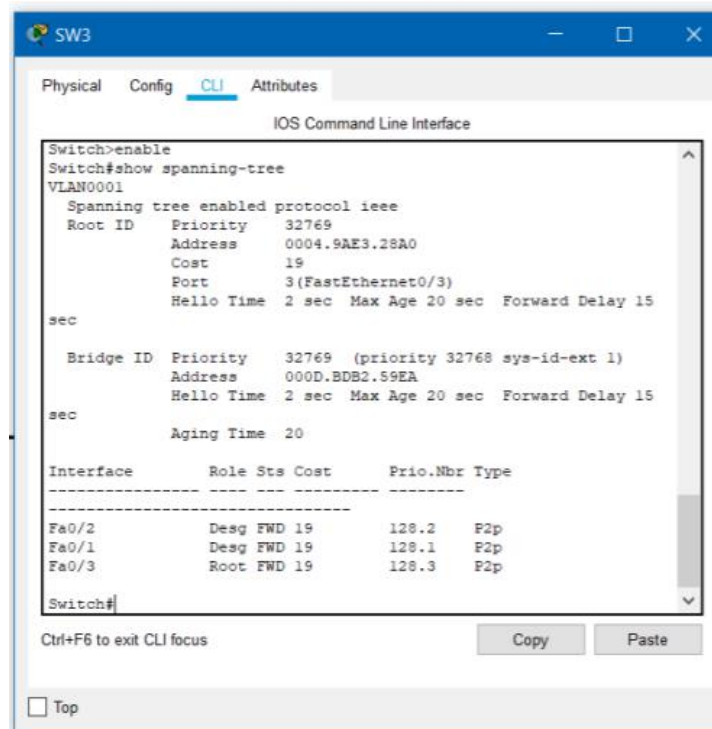 SW3
Physical Config CLI Attributes
IOS Command Line Interface
Switch>enable
Switch#show spanning-tree
VLAN0001
  Spanning tree enabled protocol ieee
  Root ID    Priority    32769
             Address     0004.9AE3.28A0
             Cost        19
             Port        3(FastEthernet0/3)
             Hello Time  2 sec  Max Age 20 sec  Forward Delay 15
sec

  Bridge ID  Priority    32769  (priority 32768 sys-id-ext 1)
             Address     000D.BDB2.59EA
             Hello Time  2 sec  Max Age 20 sec  Forward Delay 15
sec
             Aging Time  20

Interface        Role Sts Cost      Prio.Nbr Type
---------------- ---- --- --------- --------
--------------------------------
Fa0/2            Desg FWD 19        128.2    P2p
Fa0/1            Desg FWD 19        128.1    P2p
Fa0/3            Root FWD 19        128.3    P2p

Switch#
Ctrl+F6 to exit CLI focus Copy Paste
Top